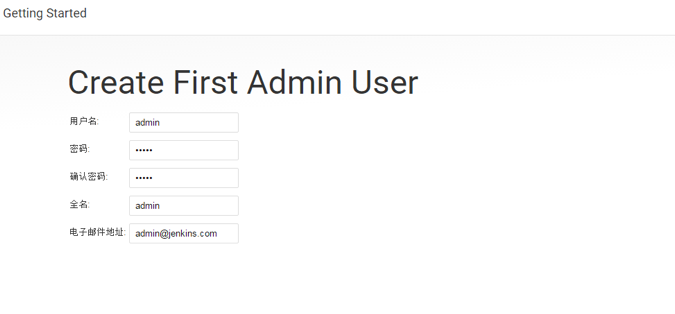 Getting Started
Create First Admin User
用户名: admin
密码: •••••
确认密码: •••••
全名: admin
电子邮件地址: admin@jenkins.com